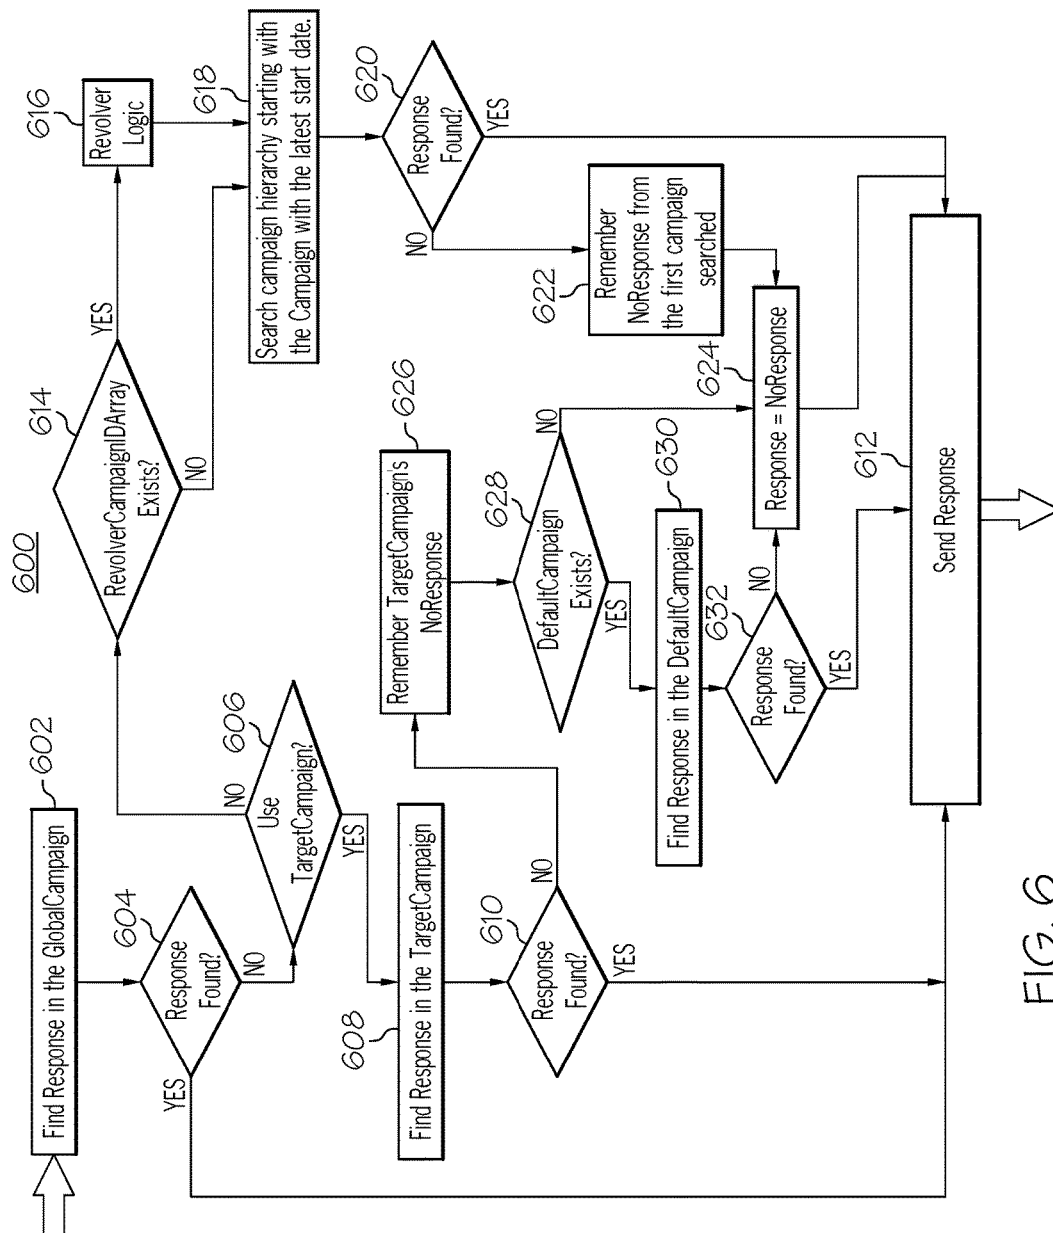 600
602
Find Response in the GlobalCampaign
604
Response
Found?
YES
NO
606
Use
TargetCampaign?
NO
YES
608
Find Response in the TargetCampaign
610
Response
Found?
NO
YES
614
RevolverCampaignIDArray
Exists?
YES
NO
616
Revolver
Logic
618
Search campaign hierarchy starting with
the Campaign with the latest start date.
620
Response
Found?
YES
NO
622
Remember
NoResponse from
the first campaign
searched
624
Response = NoResponse
626
Remember TargetCampaign's
NoResponse
628
DefaultCampaign
Exists?
NO
YES
630
Find Response in the DefaultCampaign
632
Response
Found?
NO
YES
612
Send Response
FIG. 6